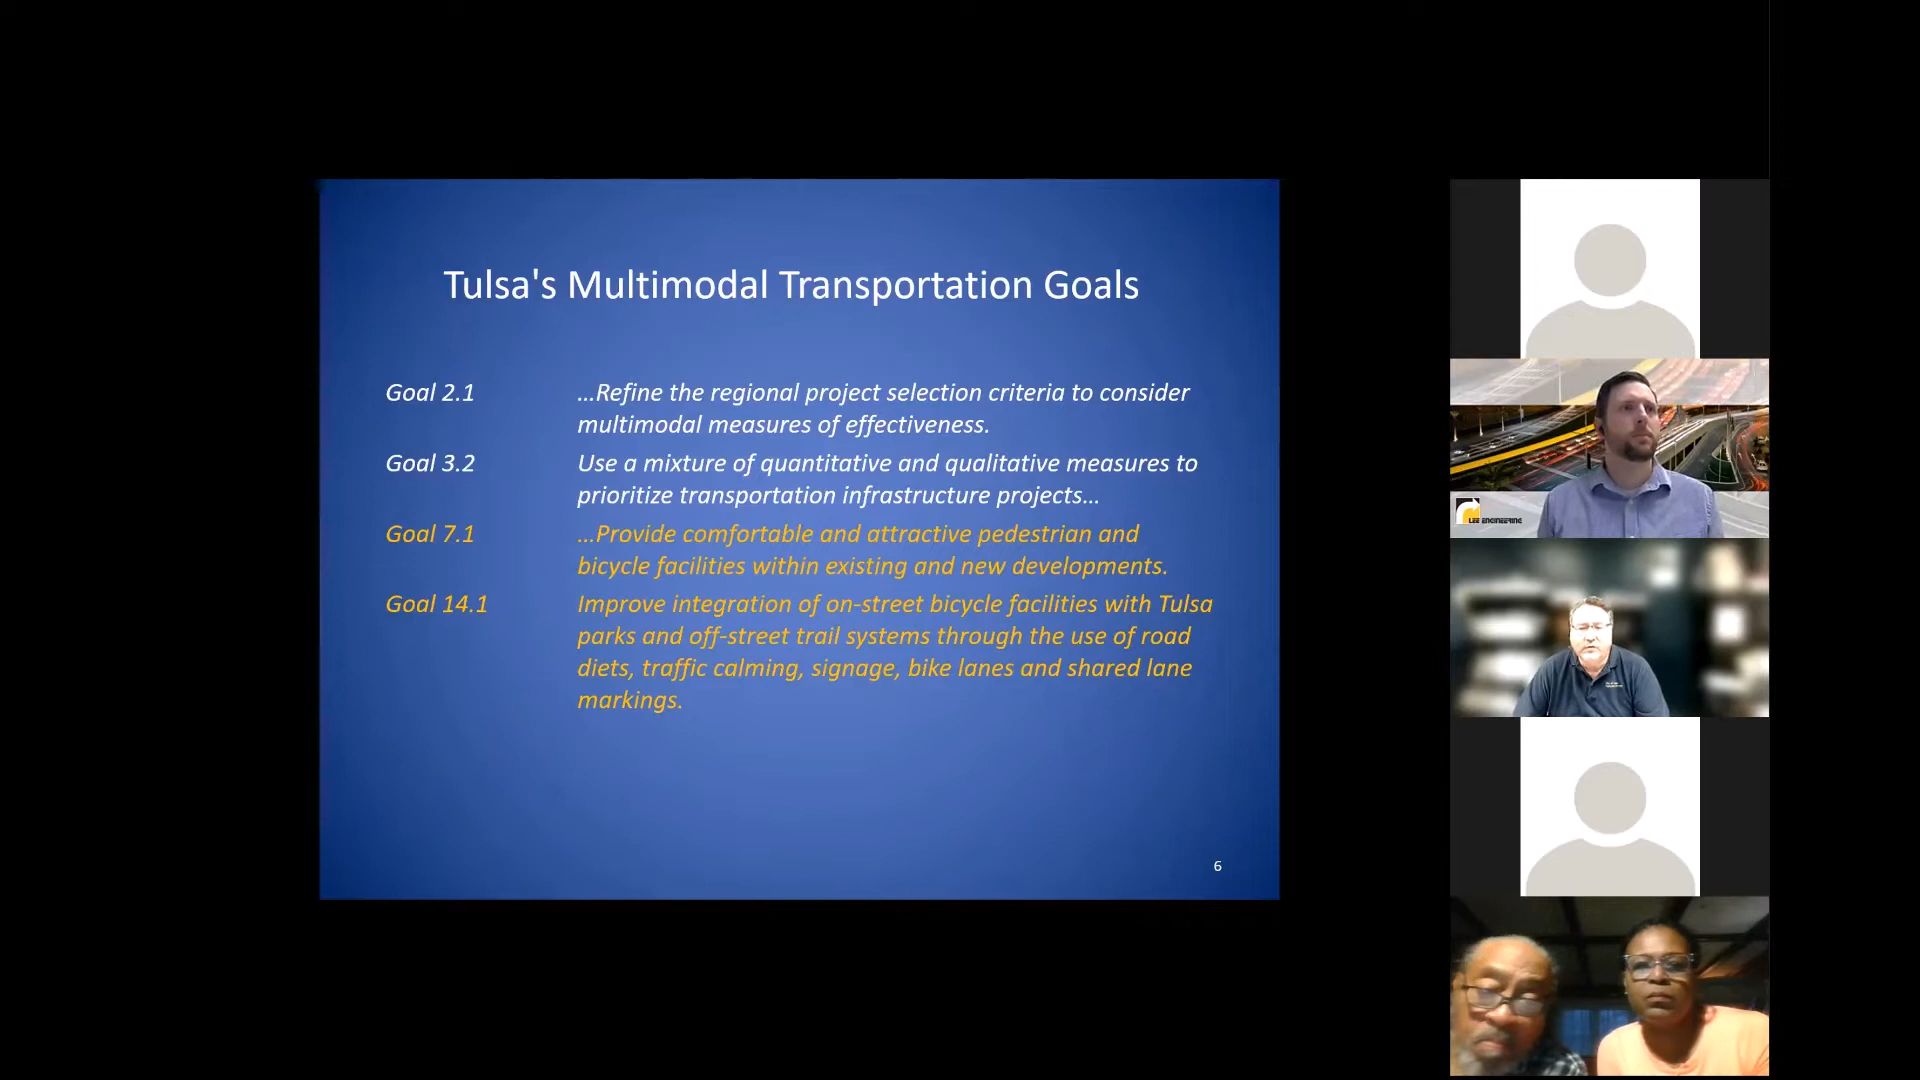 Tulsa's Multimodal Transportation Goals
Goal 2.1 …Refine the regional project selection criteria to consider
multimodal measures of effectiveness.
Goal 3.2 Use a mixture of quantitative and qualitative measures to
prioritize transportation infrastructure projects…
Goal 7.1 …Provide comfortable and attractive pedestrian and
bicycle facilities within existing and new developments.
Goal 14.1 Improve integration of on-street bicycle facilities with Tulsa
parks and off-street trail systems through the use of road
diets, traffic calming, signage, bike lanes and shared lane
markings.
6
LEE ENGINEERING